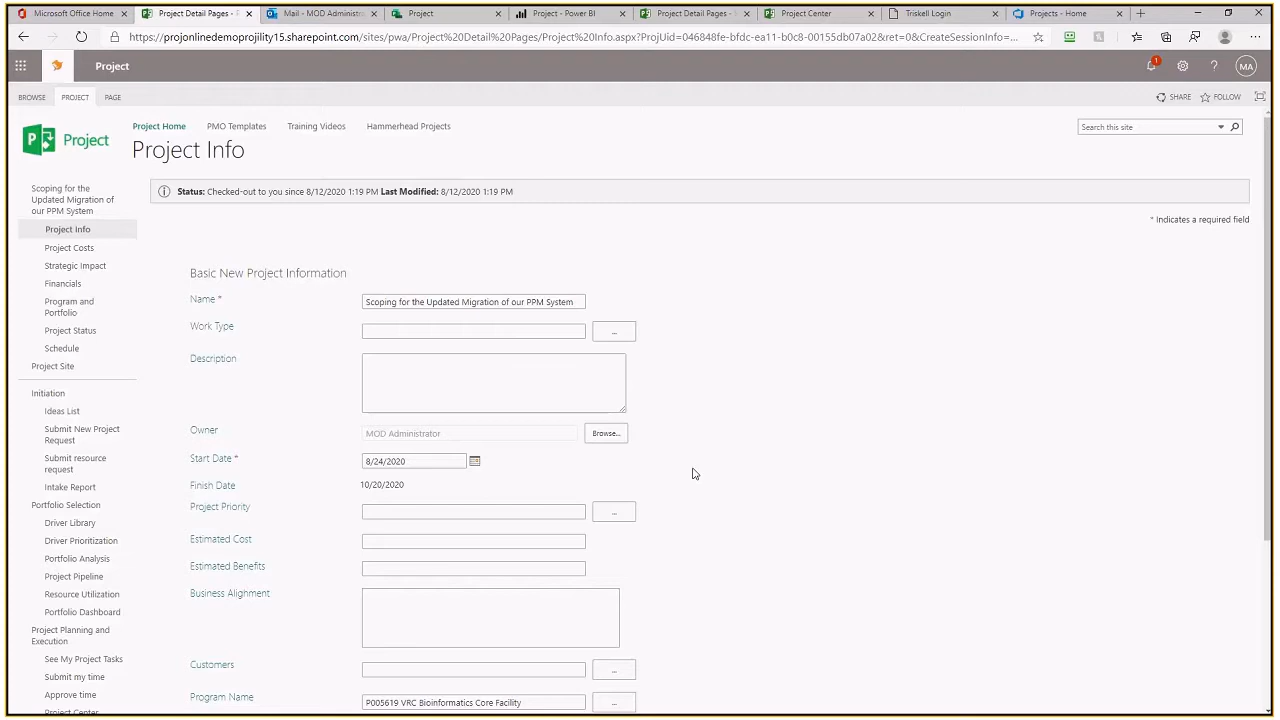 Microsoft Office Home
Project Detail Pages - P
Mail - MOD Administrato
Project
Project - Power BI
Project Detail Pages - S
Project Center
Triskell Login
Projects - Home
https://projonlinedemoprojility15.sharepoint.com/sites/pwa/Project%20Detail%20Pages/Project%20Info.aspx?ProjUid=046848fe-bfdc-ea11-b0c8-00155db07a02&ret=0&CreateSessionInfo=...
Project
1
?
MA
BROWSE
PROJECT
PAGE
SHARE
FOLLOW
Project
Project Home
PMO Templates
Training Videos
Hammerhead Projects
Search this site
Project Info
Status: Checked-out to you since 8/12/2020 1:19 PM Last Modified: 8/12/2020 1:19 PM
* Indicates a required field
Scoping for the
Updated Migration of
our PPM System
Project Info
Project Costs
Strategic Impact
Financials
Program and
Portfolio
Project Status
Schedule
Project Site
Initiation
Ideas List
Submit New Project
Request
Submit resource
request
Intake Report
Portfolio Selection
Driver Library
Driver Prioritization
Portfolio Analysis
Project Pipeline
Resource Utilization
Portfolio Dashboard
Project Planning and
Execution
See My Project Tasks
Submit my time
Approve time
Project Center
Basic New Project Information
Name *
Scoping for the Updated Migration of our PPM System
Work Type
...
Description
Owner
MOD Administrator
Browse...
Start Date *
8/24/2020
Finish Date
10/20/2020
Project Priority
...
Estimated Cost
Estimated Benefits
Business Alighment
Customers
...
Program Name
P005619 VRC Bioinformatics Core Facility
...